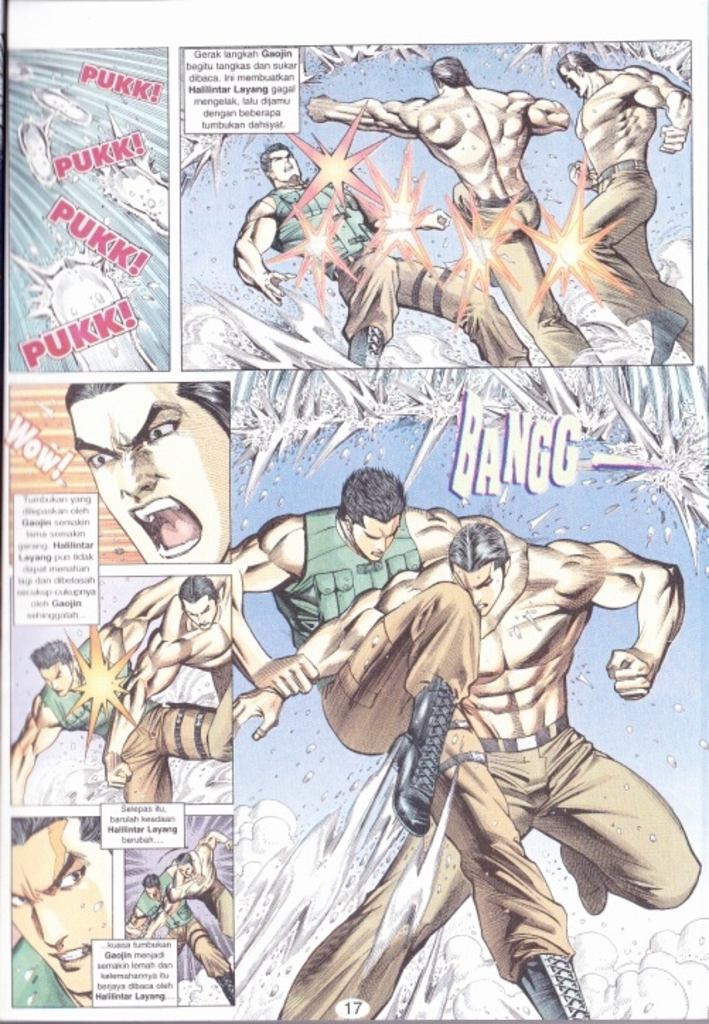 PUKK!
PUKK!
PUKK!
PUKK!
Gerak langkah Gaojin
begitu tangkas dan sukar
dibaca. Ini membuatkan
Halilintar Layang gagal
mengelak, lalu dijamu
dengan beberapa
tumbukan dahsyat.
WOW!
Tumbukan yang
dilepaskan oleh
Gaojin semakin
lama semakin
garang. Halilintar
Layang pun tidak
dapat menahan
lagi dan dibelasah
secukup-cukupnya
oleh Gaojin
sehinggalah...
BANGG
Selepas itu,
barulah keadaan
Halilintar Layang
berubah....
...kuasa tumbukan
Gaojin menjadi
semakin lemah dan
kelemahannya itu
berjaya dibaca oleh
Halilintar Layang....
17